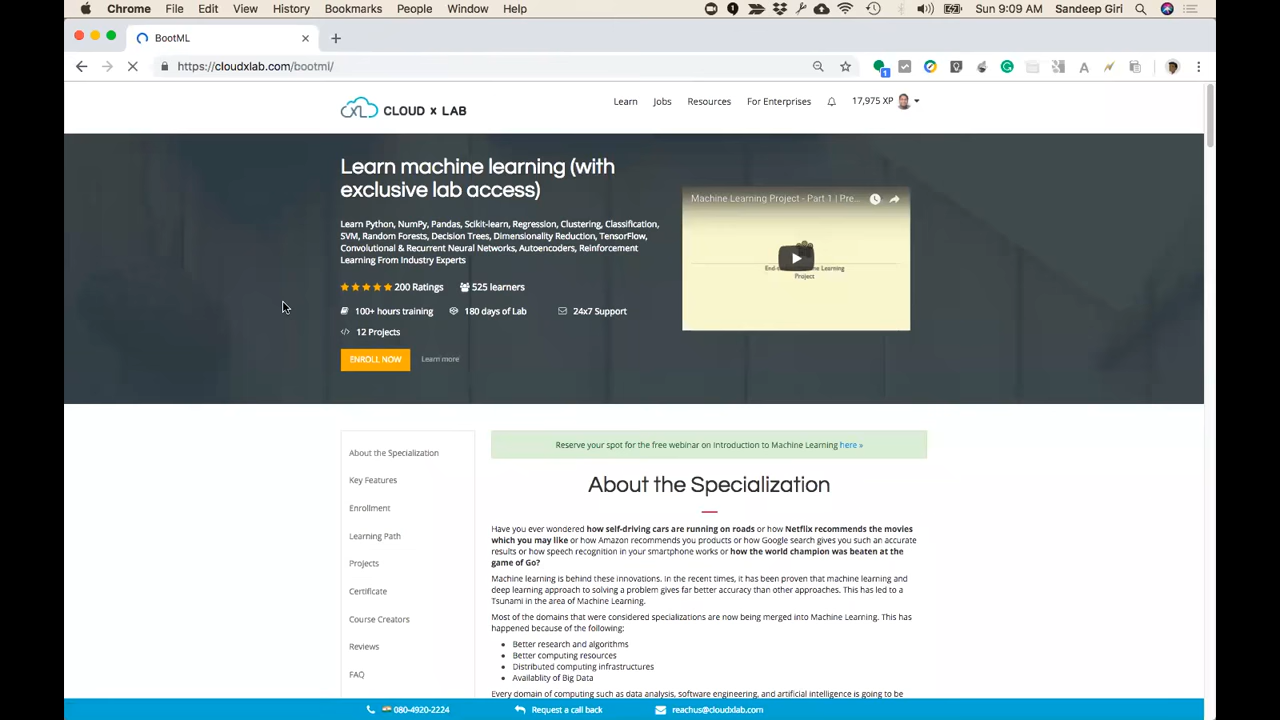 Chrome File Edit View History Bookmarks People Window Help Sun 9:09 AM Sandeep Giri
BootML
https://cloudxlab.com/bootml/
1
CXL CLOUD x LAB Learn Jobs Resources For Enterprises 17,975 XP
Learn machine learning (with
exclusive lab access)
Learn Python, NumPy, Pandas, Scikit-learn, Regression, Clustering, Classification,
SVM, Random Forests, Decision Trees, Dimensionality Reduction, TensorFlow,
Convolutional & Recurrent Neural Networks, Autoencoders, Reinforcement
Learning From Industry Experts
200 Ratings 525 learners
100+ hours training 180 days of Lab 24x7 Support
12 Projects
ENROLL NOW Learn more
Machine Learning Project - Part 1 | Pre...
Project
About the Specialization
Key Features
Enrollment
Learning Path
Projects
Certificate
Course Creators
Reviews
FAQ
Reserve your spot for the free webinar on Introduction to Machine Learning here »
About the Specialization
Have you ever wondered how self-driving cars are running on roads or how Netflix recommends the movies
which you may like or how Amazon recommends you products or how Google search gives you such an accurate
results or how speech recognition in your smartphone works or how the world champion was beaten at the
game of Go?
Machine learning is behind these innovations. In the recent times, it has been proven that machine learning and
deep learning approach to solving a problem gives far better accuracy than other approaches. This has led to a
Tsunami in the area of Machine Learning.
Most of the domains that were considered specializations are now being merged into Machine Learning. This has
happened because of the following:
• Better research and algorithms
• Better computing resources
• Distributed computing infrastructures
• Availablity of Big Data
Every domain of computing such as data analysis, software engineering, and artificial intelligence is going to be
080-4920-2224 Request a call back reachus@cloudxlab.com